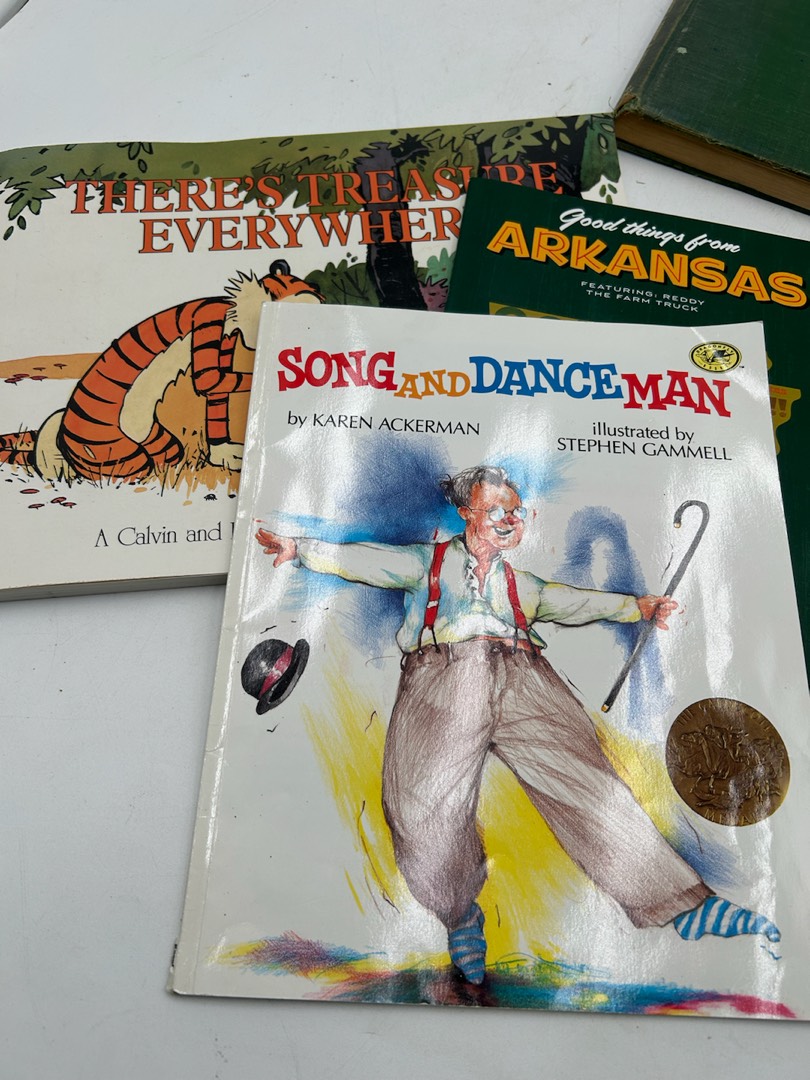 THERE'S TREASURE
EVERYWHER
A Calvin and
Good things from
ARKANSAS
FEATURING: REDDY
THE FARM TRUCK
SONG AND DANCE MAN
by KAREN ACKERMAN
illustrated by
STEPHEN GAMMELL